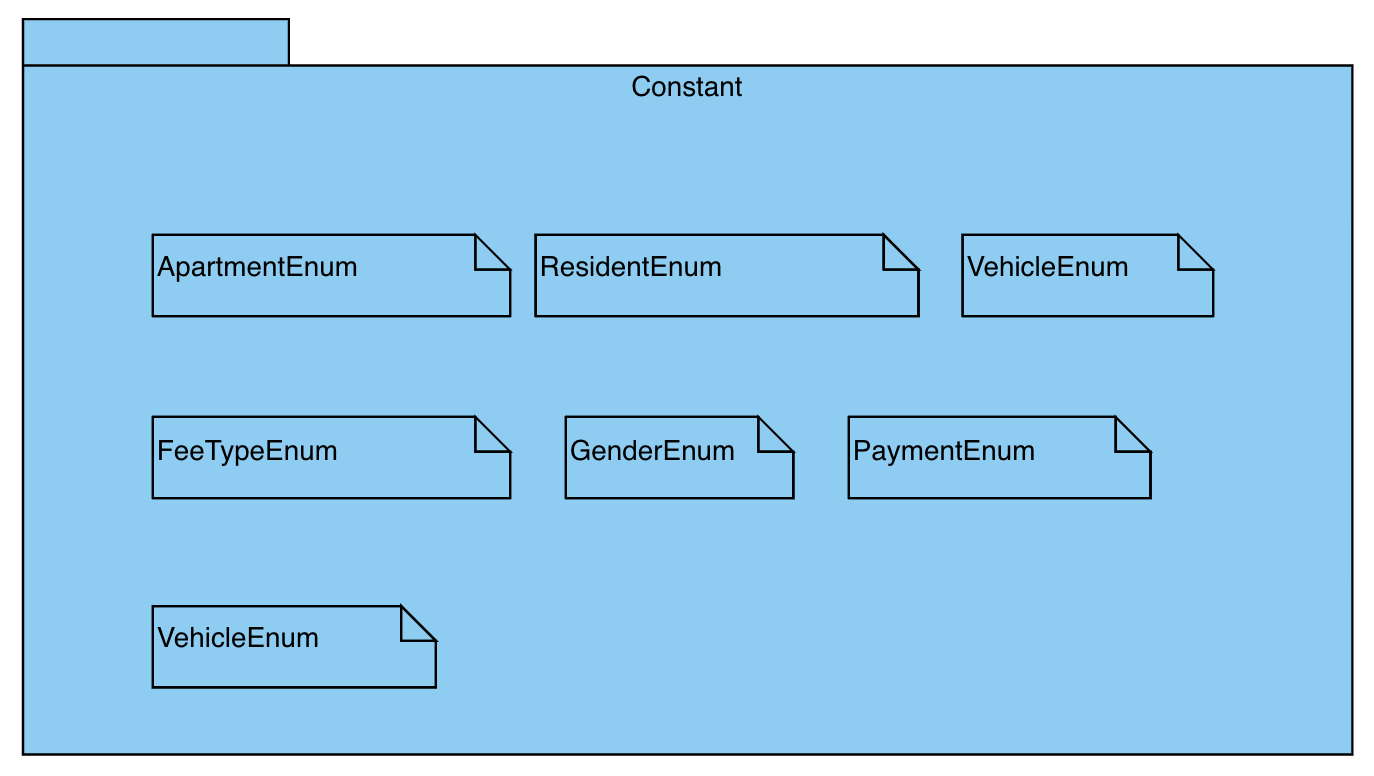 Constant
ApartmentEnum
ResidentEnum
VehicleEnum
FeeTypeEnum
GenderEnum
PaymentEnum
VehicleEnum